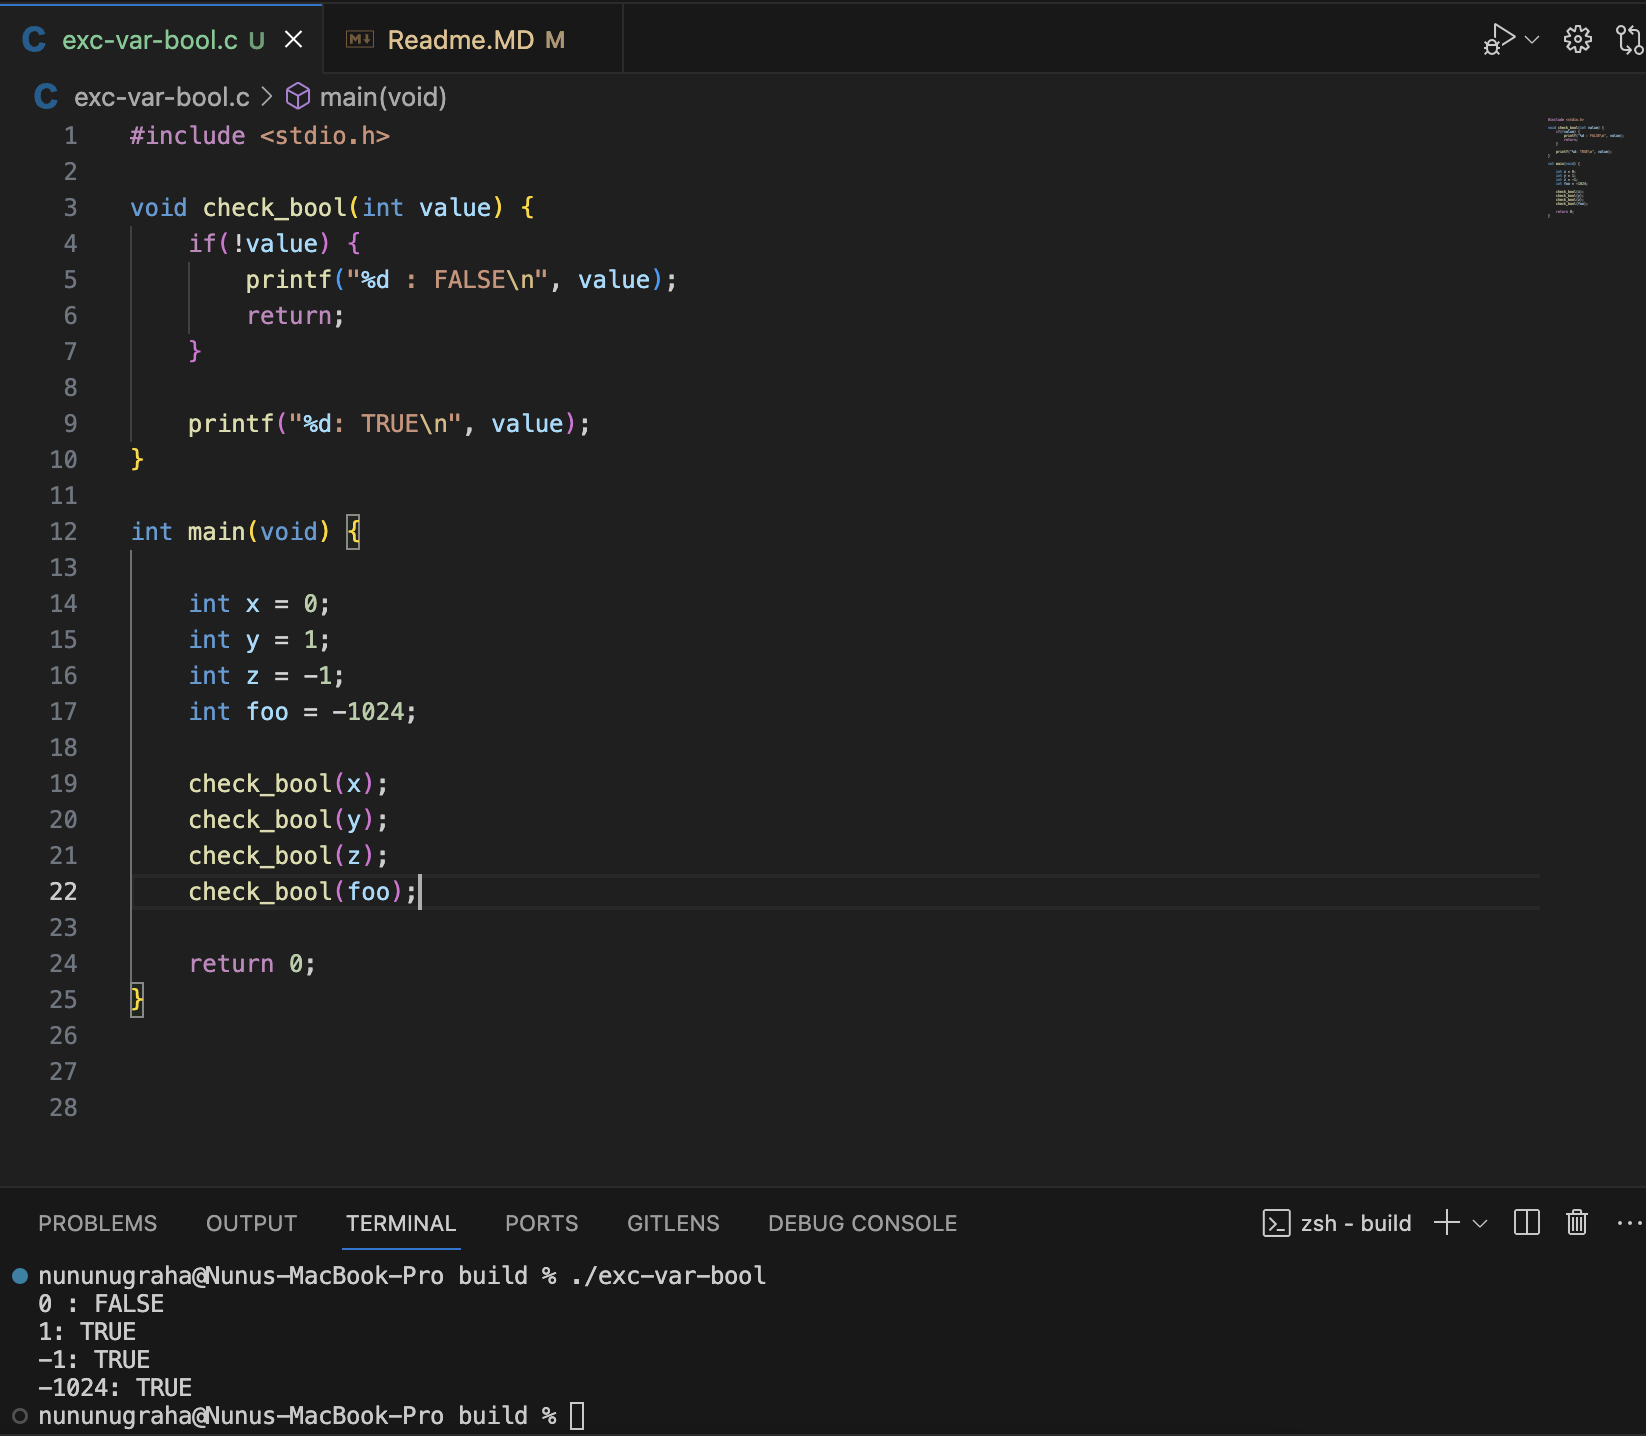 C exc-var-bool.c U × M↓ Readme.MD M
C exc-var-bool.c > main(void)
1 #include <stdio.h>
2
3 void check_bool(int value) {
4     if(!value) {
5         printf("%d : FALSE\n", value);
6         return;
7     }
8
9     printf("%d: TRUE\n", value);
10 }
11
12 int main(void) {
13
14     int x = 0;
15     int y = 1;
16     int z = -1;
17     int foo = -1024;
18
19     check_bool(x);
20     check_bool(y);
21     check_bool(z);
22     check_bool(foo);
23
24     return 0;
25 }
26
27
28
PROBLEMS OUTPUT TERMINAL PORTS GITLENS DEBUG CONSOLE zsh - build
nununugraha@Nunus-MacBook-Pro build % ./exc-var-bool
0 : FALSE
1: TRUE
-1: TRUE
-1024: TRUE
nununugraha@Nunus-MacBook-Pro build %